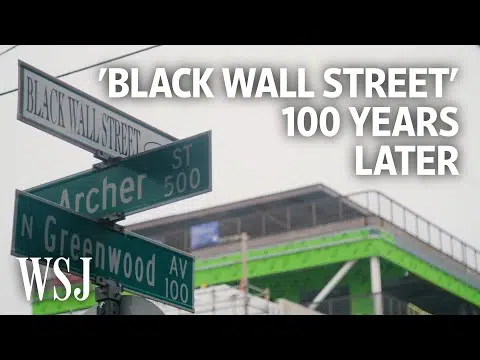 'BLACK WALL STREET'
100 YEARS
LATER
BLACK WALL STREET
Archer ST
500
N Greenwood AV
100
WSJ